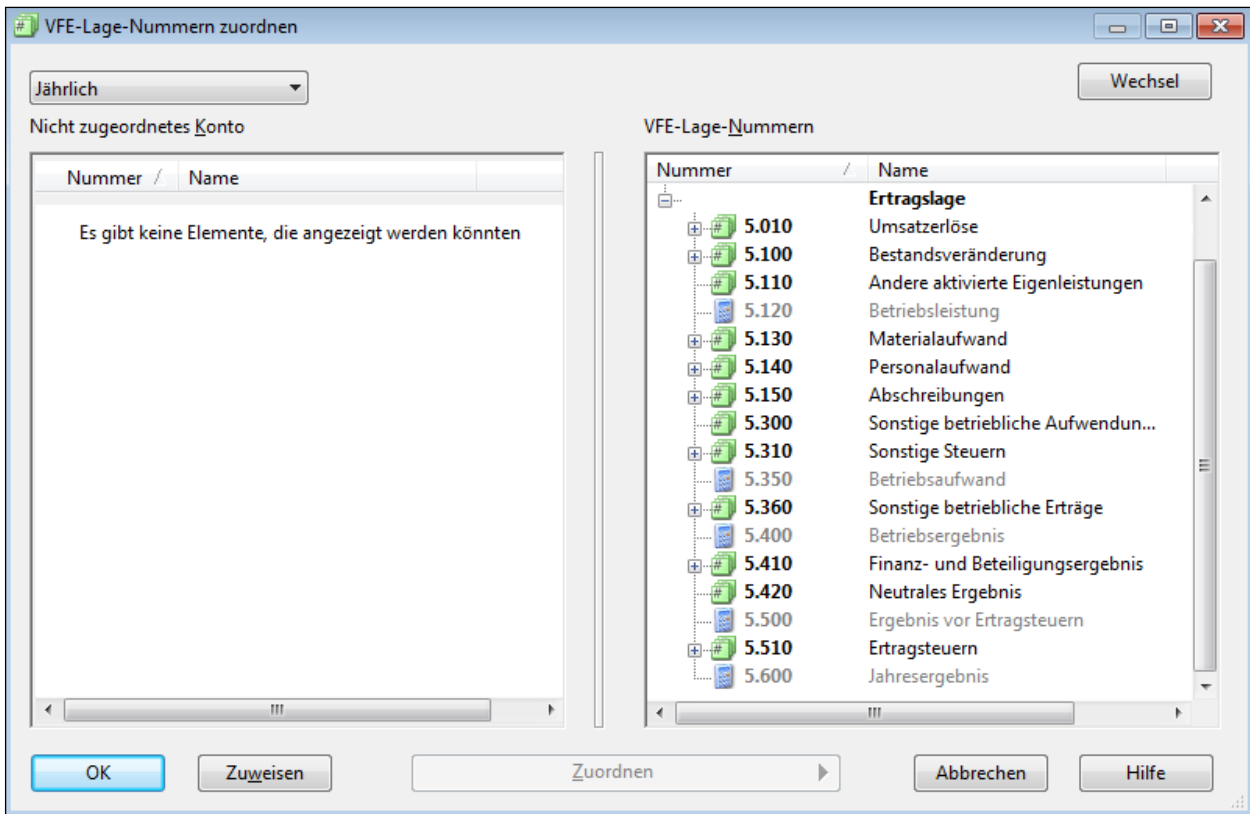 VFE-Lage-Nummern zuordnen
Jährlich
Wechsel
Nicht zugeordnetes Konto
Nummer Name
Es gibt keine Elemente, die angezeigt werden könnten
VFE-Lage-Nummern
Nummer Name
Ertragslage
5.010 Umsatzerlöse
5.100 Bestandsveränderung
5.110 Andere aktivierte Eigenleistungen
5.120 Betriebsleistung
5.130 Materialaufwand
5.140 Personalaufwand
5.150 Abschreibungen
5.300 Sonstige betriebliche Aufwendun...
5.310 Sonstige Steuern
5.350 Betriebsaufwand
5.360 Sonstige betriebliche Erträge
5.400 Betriebsergebnis
5.410 Finanz- und Beteiligungsergebnis
5.420 Neutrales Ergebnis
5.500 Ergebnis vor Ertragsteuern
5.510 Ertragsteuern
5.600 Jahresergebnis
OK Zuweisen Zuordnen Abbrechen Hilfe